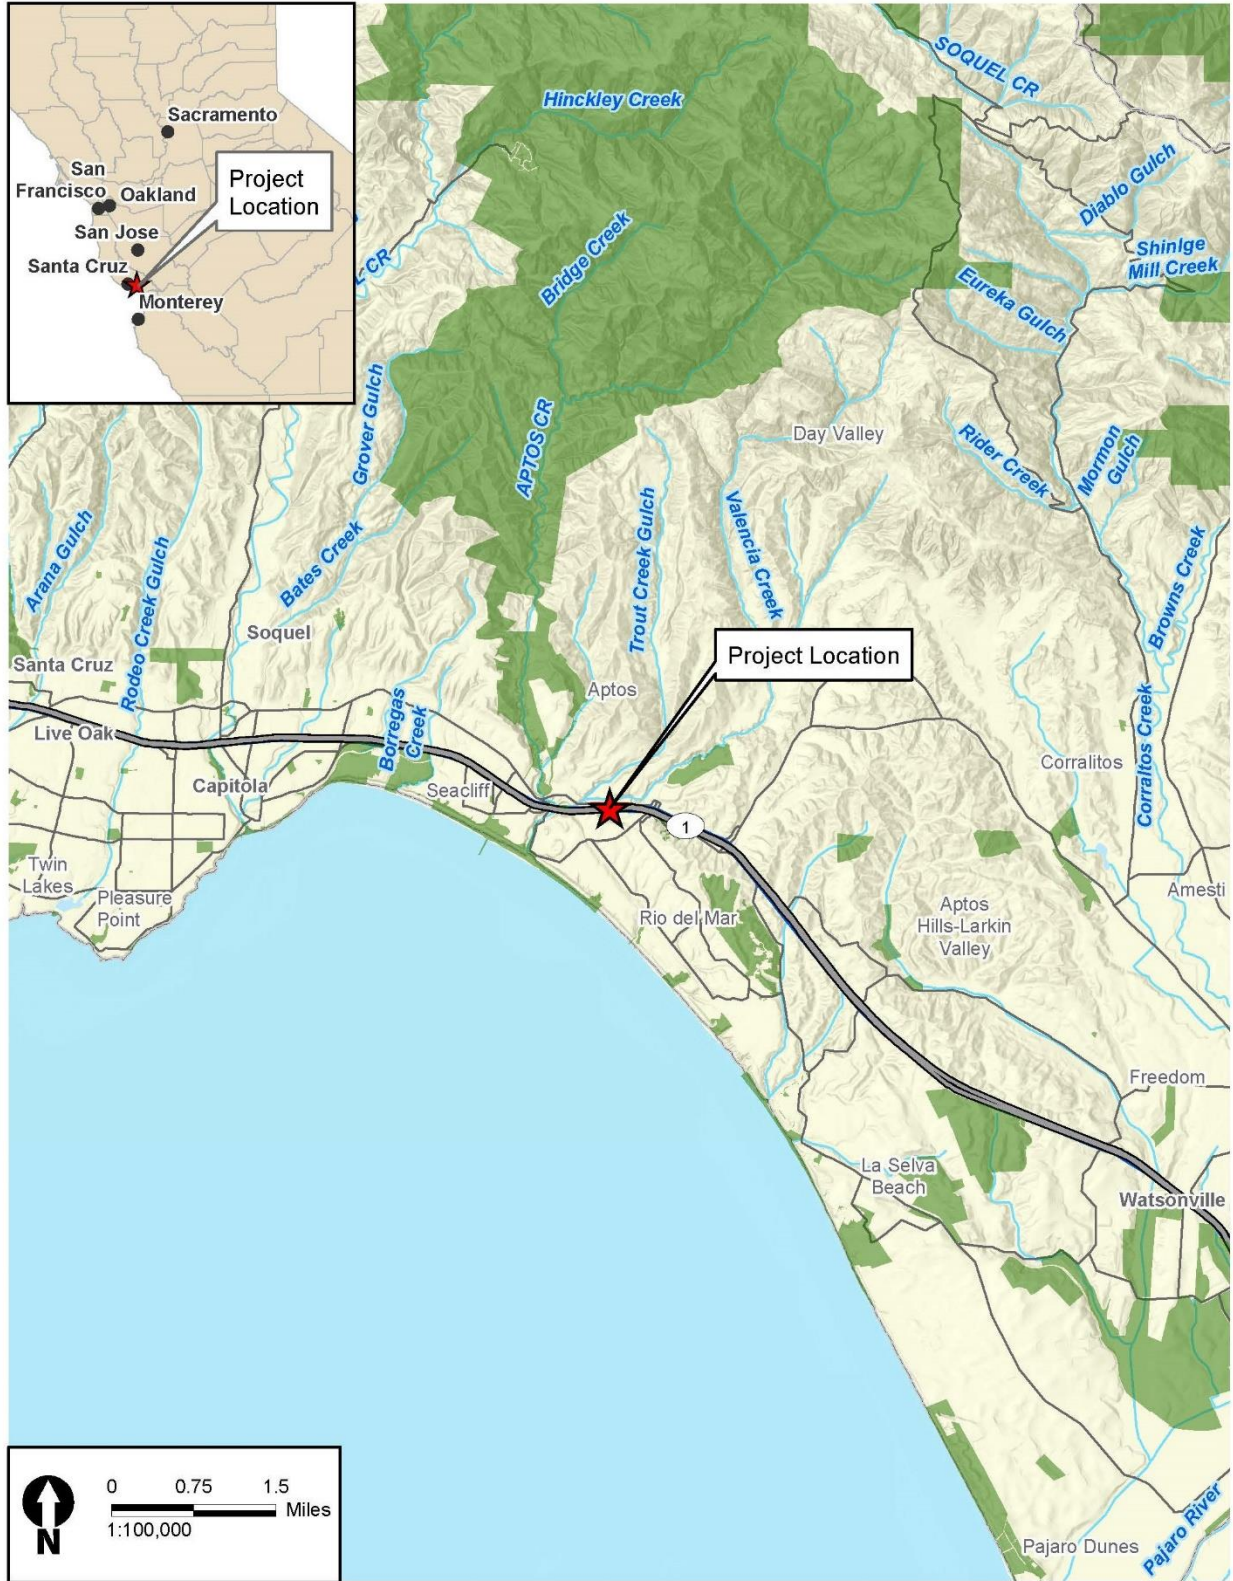 Sacramento
San
Francisco
Oakland
San Jose
Santa Cruz
Monterey
Project
Location
SOQUEL CR
Hinckley Creek
Diablo Gulch
Shinlge
Mill Creek
Bridge Creek
L CR
Eureka Gulch
Grover Gulch
APTOS CR
Day Valley
Rider Creek
Mormon
Gulch
Arana Gulch
Rodeo Creek Gulch
Bates Creek
Trout Creek Gulch
Valencia Creek
Browns Creek
Soquel
Santa Cruz
Project Location
Aptos
Borregas
Creek
Live Oak
Capitola
Seacliff
Corralitos
Corraltos Creek
1
Twin
Lakes
Pleasure
Point
Rio del Mar
Aptos
Hills-Larkin
Valley
Amesti
Freedom
La Selva
Beach
Watsonville
Pajaro Dunes
Pajaro River
0 0.75 1.5
Miles
1:100,000
N